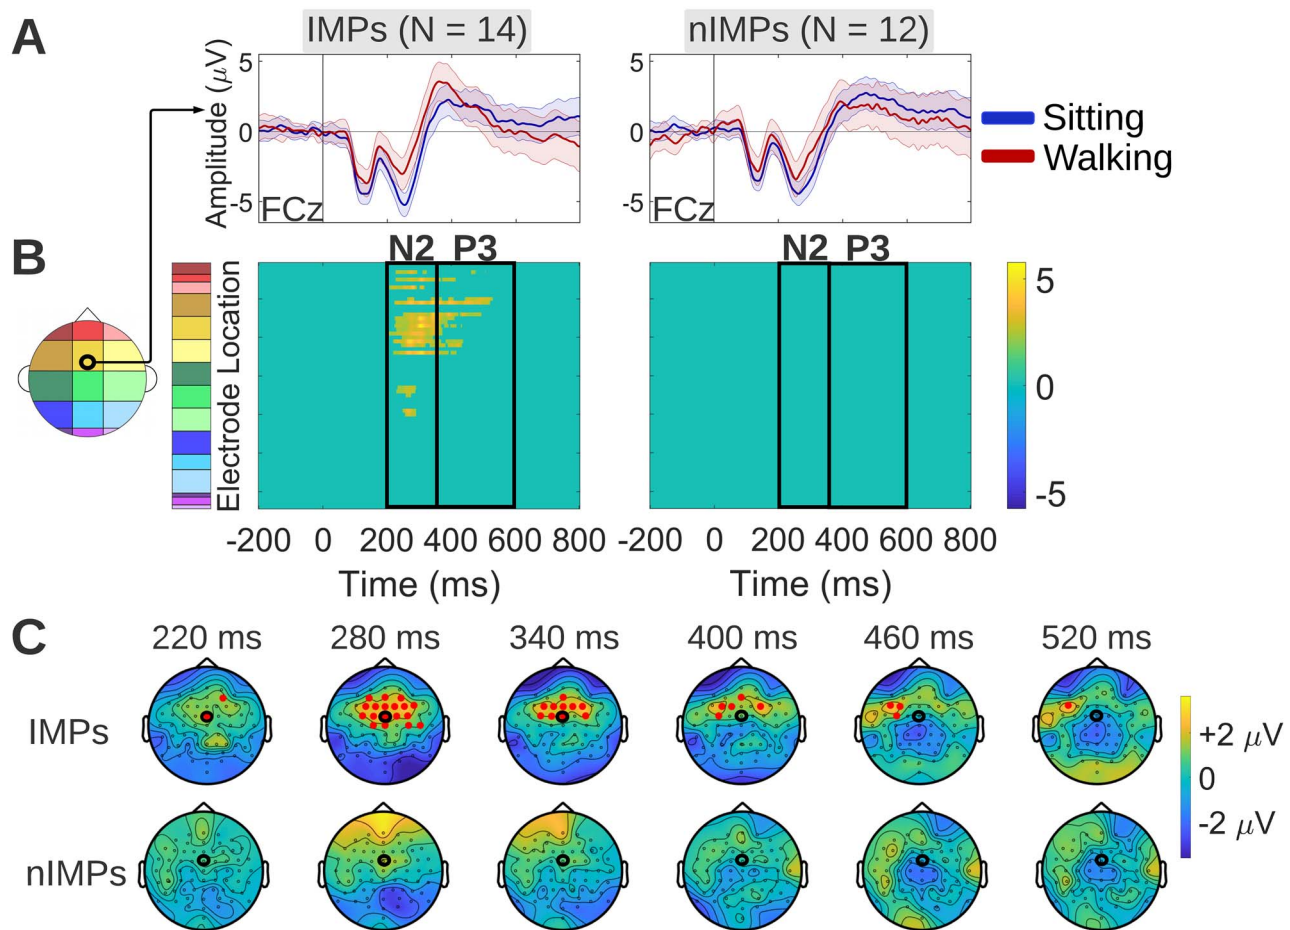 A
IMPs (N = 14)
nIMPs (N = 12)
Amplitude (μV)
5
0
-5
FCz
5
0
-5
FCz
Sitting
Walking
B
N2 P3
N2 P3
Electrode Location
5
0
-5
-200 0 200 400 600 800
-200 0 200 400 600 800
Time (ms)
Time (ms)
C
220 ms 280 ms 340 ms 400 ms 460 ms 520 ms
IMPs
nIMPs
+2 μV
0
-2 μV